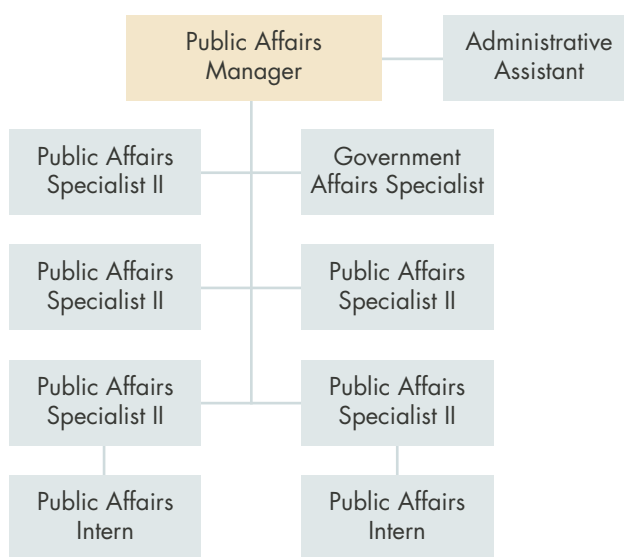 Public Affairs
Manager
Administrative
Assistant
Public Affairs
Specialist II
Government
Affairs Specialist
Public Affairs
Specialist II
Public Affairs
Specialist II
Public Affairs
Specialist II
Public Affairs
Specialist II
Public Affairs
Intern
Public Affairs
Intern